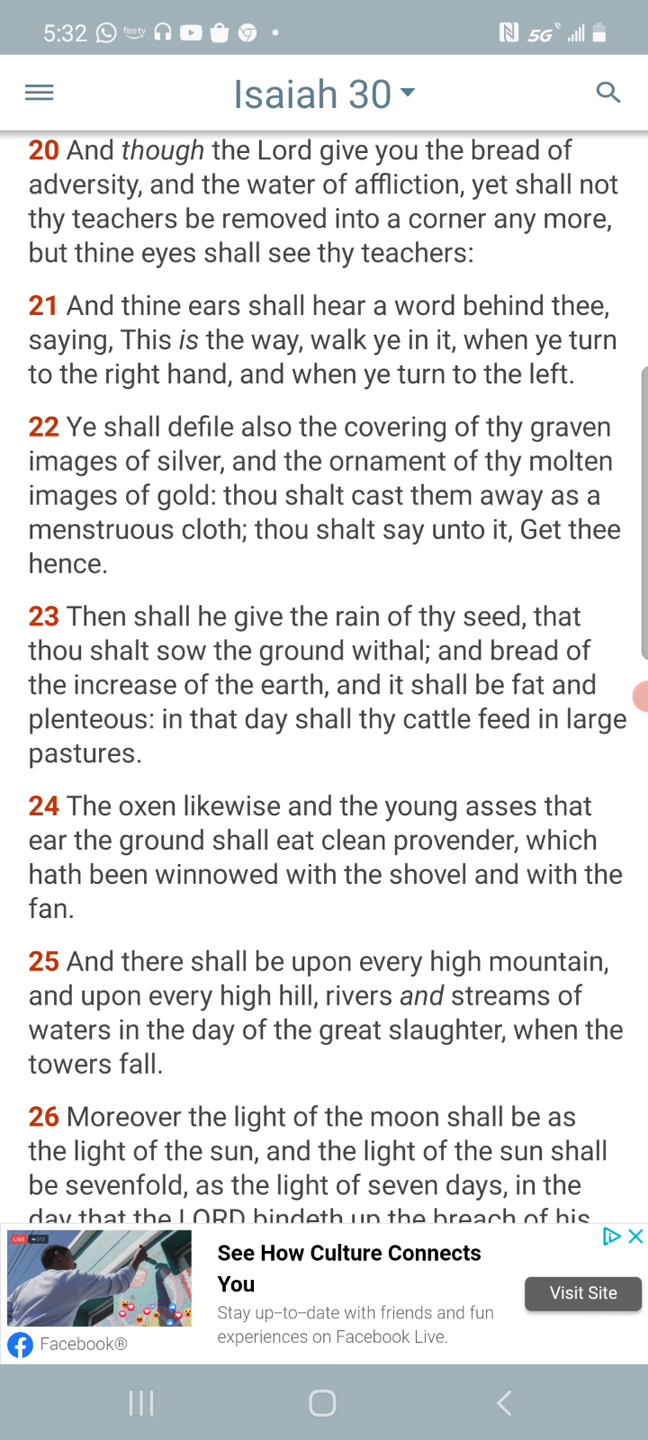 5:32 firetv 5G
Isaiah 30
20 And though the Lord give you the bread of
adversity, and the water of affliction, yet shall not
thy teachers be removed into a corner any more,
but thine eyes shall see thy teachers:
21 And thine ears shall hear a word behind thee,
saying, This is the way, walk ye in it, when ye turn
to the right hand, and when ye turn to the left.
22 Ye shall defile also the covering of thy graven
images of silver, and the ornament of thy molten
images of gold: thou shalt cast them away as a
menstruous cloth; thou shalt say unto it, Get thee
hence.
23 Then shall he give the rain of thy seed, that
thou shalt sow the ground withal; and bread of
the increase of the earth, and it shall be fat and
plenteous: in that day shall thy cattle feed in large
pastures.
24 The oxen likewise and the young asses that
ear the ground shall eat clean provender, which
hath been winnowed with the shovel and with the
fan.
25 And there shall be upon every high mountain,
and upon every high hill, rivers and streams of
waters in the day of the great slaughter, when the
towers fall.
26 Moreover the light of the moon shall be as
the light of the sun, and the light of the sun shall
be sevenfold, as the light of seven days, in the
day that the LORD bindeth up the breach of his
LIVE
See How Culture Connects
You
Stay up-to-date with friends and fun
experiences on Facebook Live.
Visit Site
Facebook®